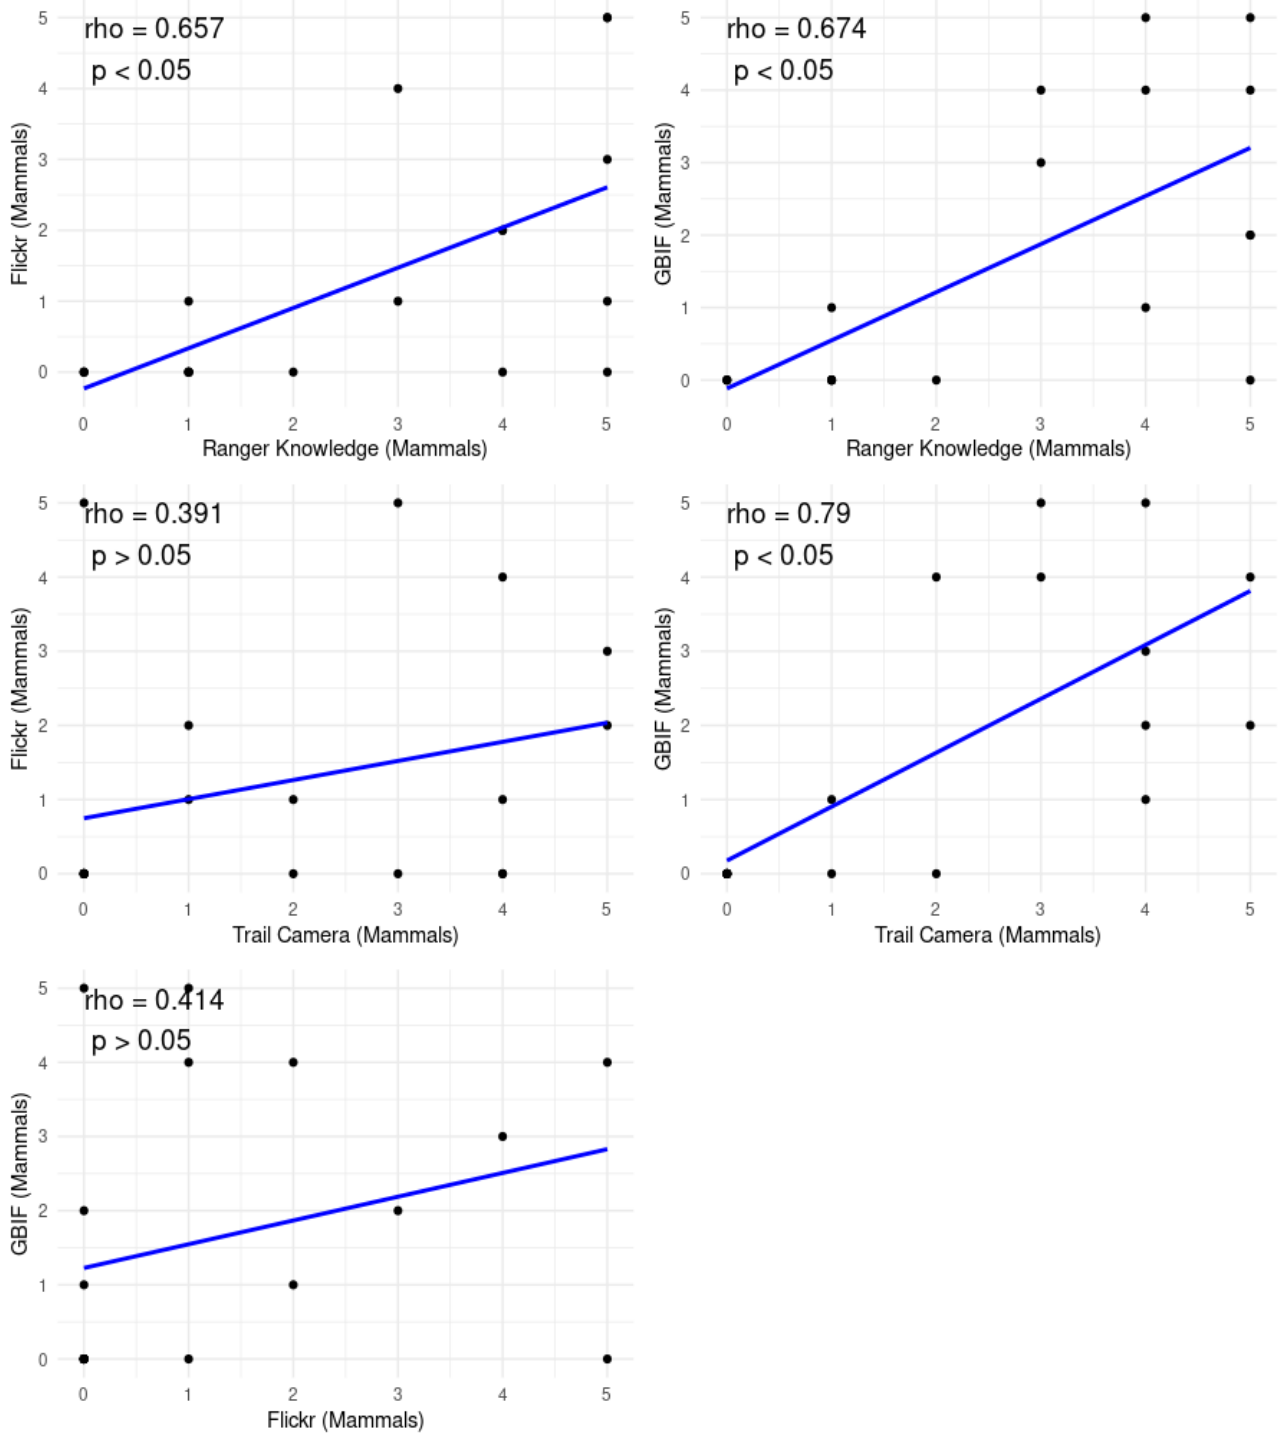 rho = 0.657
p < 0.05
Flickr (Mammals)
5
4
3
2
1
0
0 1 2 3 4 5
Ranger Knowledge (Mammals)
rho = 0.674
p < 0.05
GBIF (Mammals)
5
4
3
2
1
0
0 1 2 3 4 5
Ranger Knowledge (Mammals)
rho = 0.391
p > 0.05
Flickr (Mammals)
5
4
3
2
1
0
0 1 2 3 4 5
Trail Camera (Mammals)
rho = 0.79
p < 0.05
GBIF (Mammals)
5
4
3
2
1
0
0 1 2 3 4 5
Trail Camera (Mammals)
rho = 0.414
p > 0.05
GBIF (Mammals)
5
4
3
2
1
0
0 1 2 3 4 5
Flickr (Mammals)